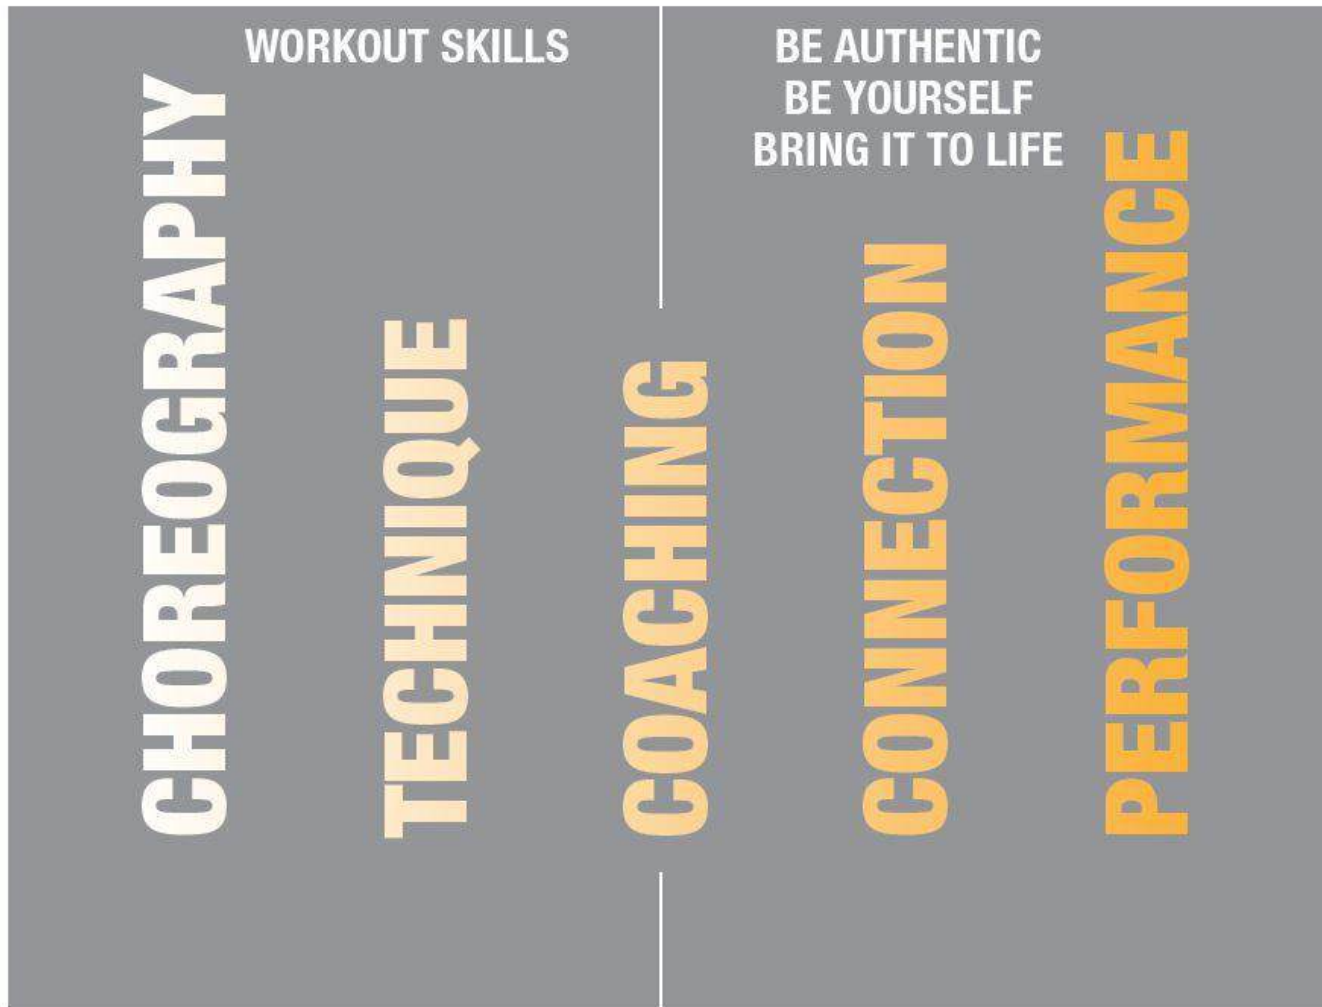 WORKOUT SKILLS
BE AUTHENTIC
BE YOURSELF
BRING IT TO LIFE
CHOREOGRAPHY
TECHNIQUE
COACHING
CONNECTION
PERFORMANCE